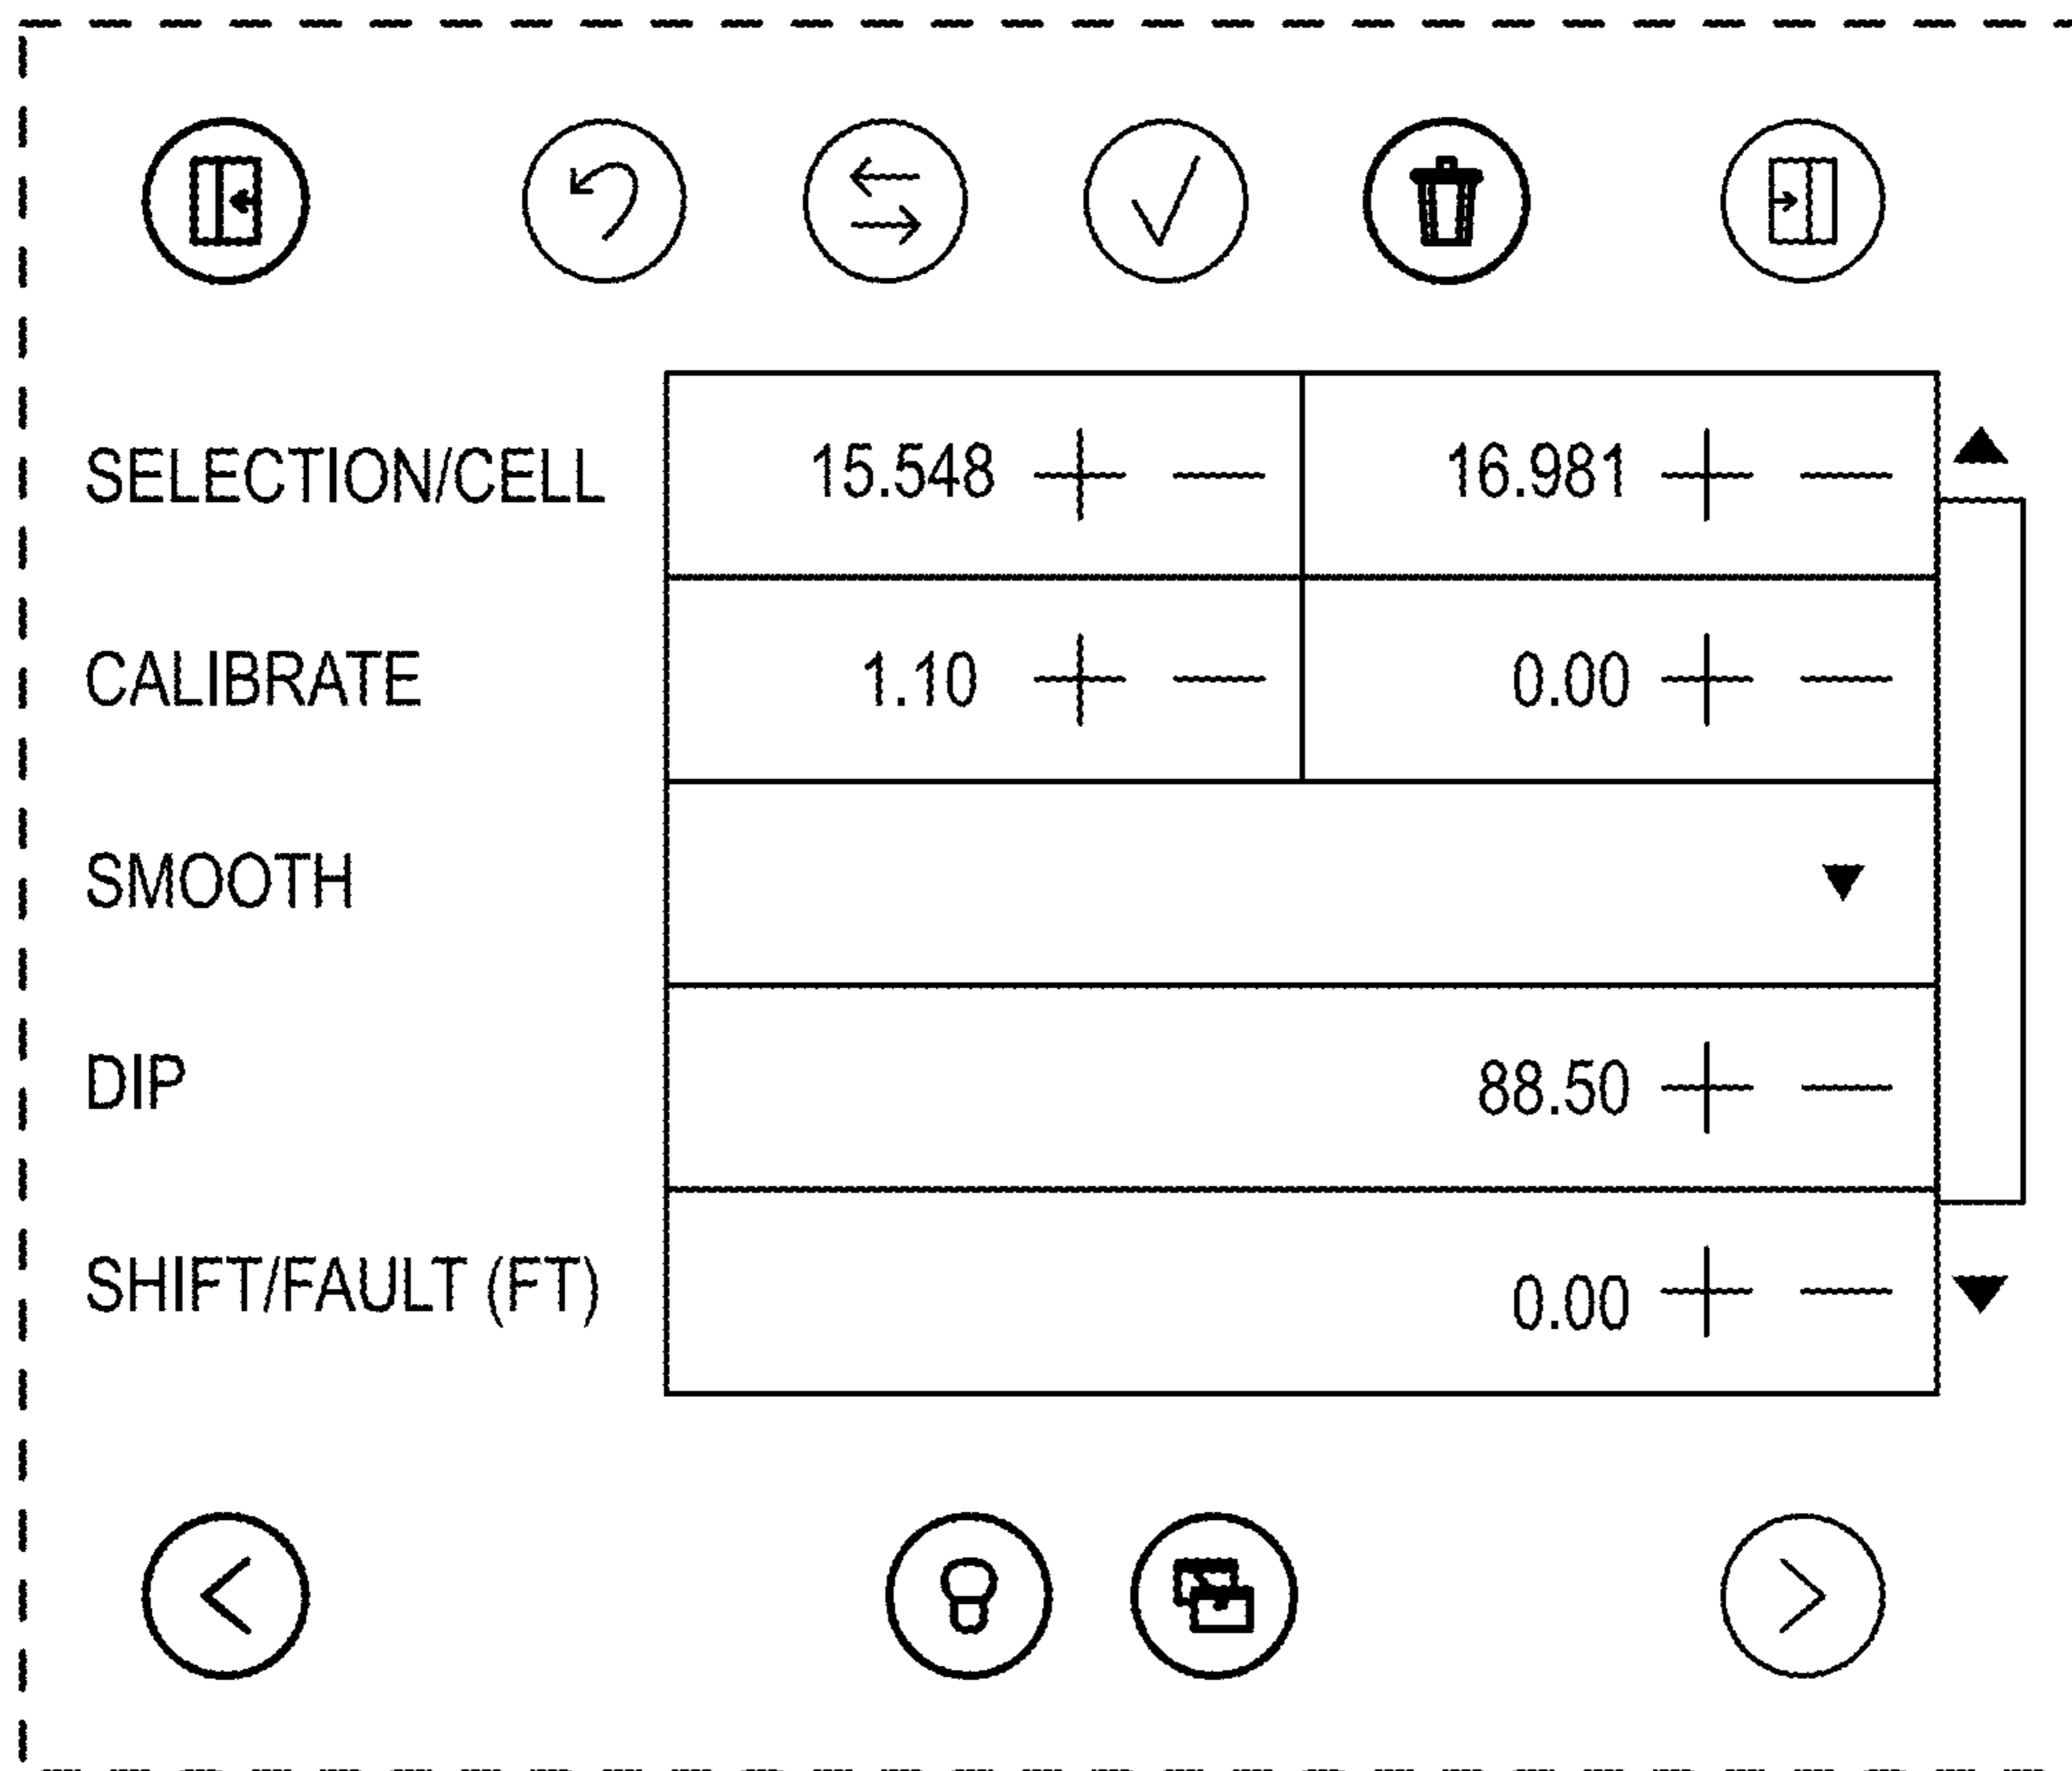 SELECTION/CELL 15.548 + — 16.981 + —
CALIBRATE 1.10 + — 0.00 + —
SMOOTH
DIP 88.50 + —
SHIFT/FAULT (FT) 0.00 + —